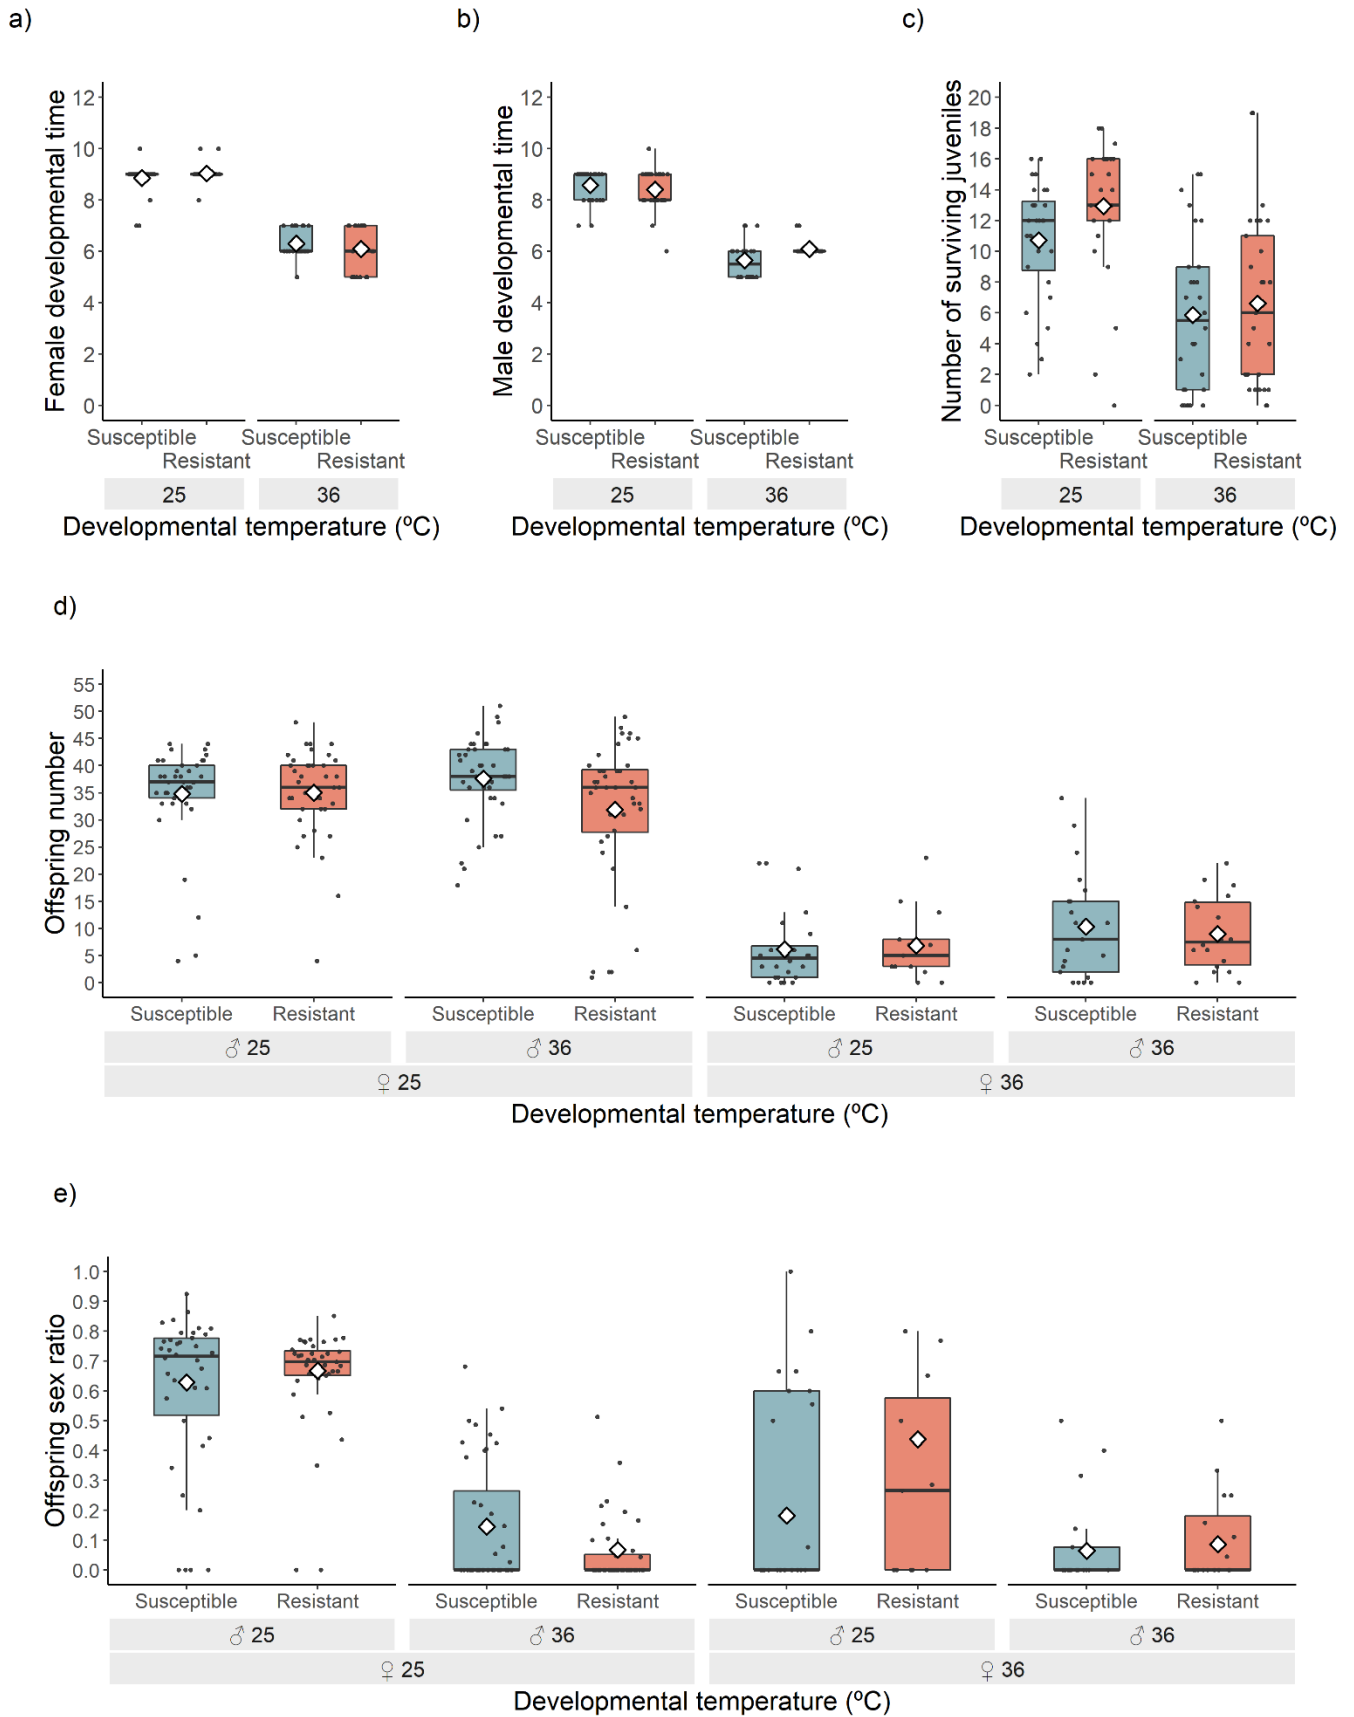 a)
b)
c)
Female developmental time
12
10
8
6
4
2
0
Susceptible
Resistant
Susceptible
Resistant
25
36
Developmental temperature (ºC)
Male developmental time
12
10
8
6
4
2
0
Susceptible
Resistant
Susceptible
Resistant
25
36
Developmental temperature (ºC)
Number of surviving juveniles
20
18
16
14
12
10
8
6
4
2
0
Susceptible
Resistant
Susceptible
Resistant
25
36
Developmental temperature (ºC)
d)
Offspring number
55
50
45
40
35
30
25
20
15
10
5
0
Susceptible Resistant Susceptible Resistant Susceptible Resistant Susceptible Resistant
♂ 25 ♂ 36 ♂ 25 ♂ 36
♀ 25 ♀ 36
Developmental temperature (ºC)
e)
Offspring sex ratio
1.0
0.9
0.8
0.7
0.6
0.5
0.4
0.3
0.2
0.1
0.0
Susceptible Resistant Susceptible Resistant Susceptible Resistant Susceptible Resistant
♂ 25 ♂ 36 ♂ 25 ♂ 36
♀ 25 ♀ 36
Developmental temperature (ºC)